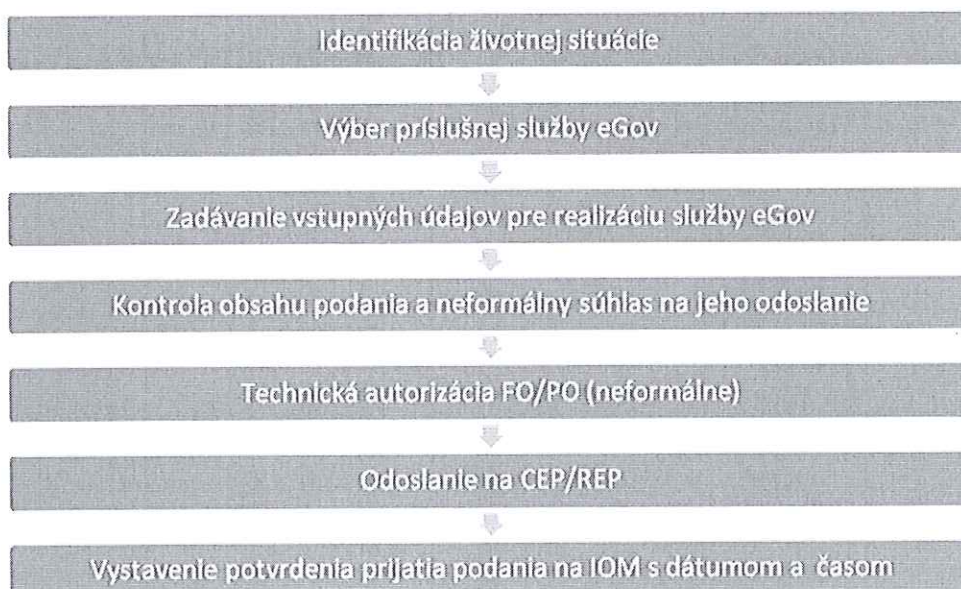 Identifikácia životnej situácie
Výber príslušnej služby eGov
Zadávanie vstupných údajov pre realizáciu služby eGov
Kontrola obsahu podania a neformálny súhlas na jeho odoslanie
Technická autorizácia FO/PO (neformálne)
Odoslanie na CEP/REP
Vystavenie potvrdenia prijatia podania na IOM s dátumom a časom